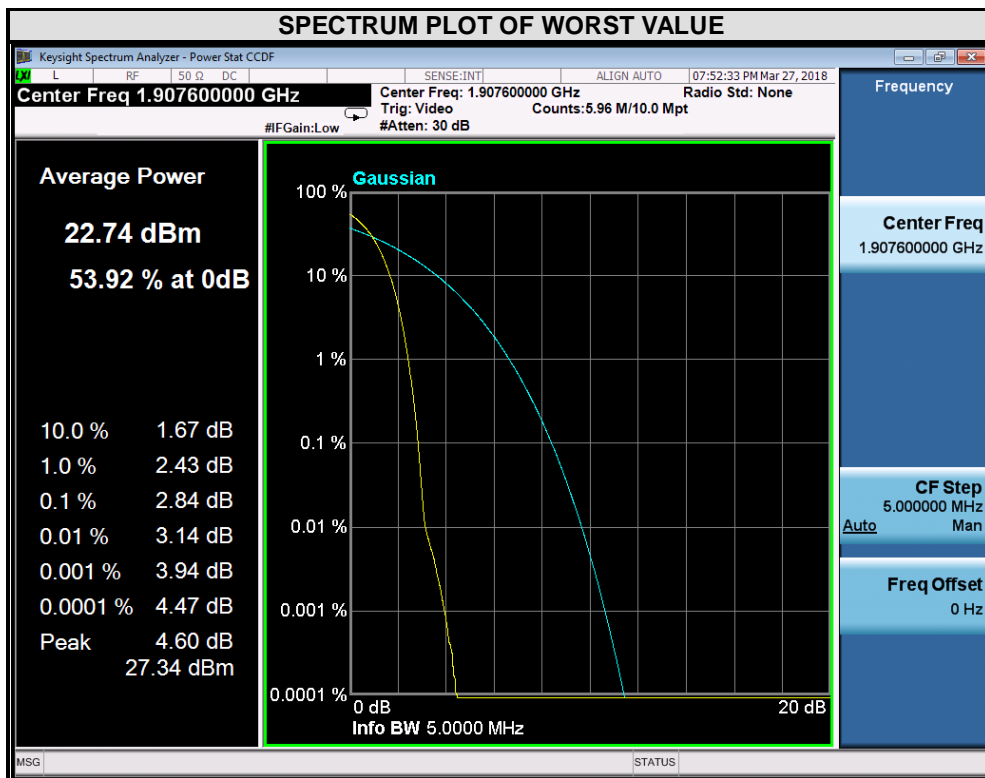 SPECTRUM PLOT OF WORST VALUE
Keysight Spectrum Analyzer - Power Stat CCDF
LXI L RF 50 Ω DC SENSE:INT ALIGN AUTO 07:52:33 PM Mar 27, 2018
Center Freq 1.907600000 GHz
Center Freq: 1.907600000 GHz Radio Std: None
Trig: Video Counts:5.96 M/10.0 Mpt
#IFGain:Low #Atten: 30 dB
Frequency
Average Power
22.74 dBm
53.92 % at 0dB
10.0 % 1.67 dB
1.0 % 2.43 dB
0.1 % 2.84 dB
0.01 % 3.14 dB
0.001 % 3.94 dB
0.0001 % 4.47 dB
Peak 4.60 dB
27.34 dBm
Gaussian
100 %
10 %
1 %
0.1 %
0.01 %
0.001 %
0.0001 %
0 dB 20 dB
Info BW 5.0000 MHz
Center Freq
1.907600000 GHz
CF Step
5.000000 MHz
Auto Man
Freq Offset
0 Hz
MSG STATUS